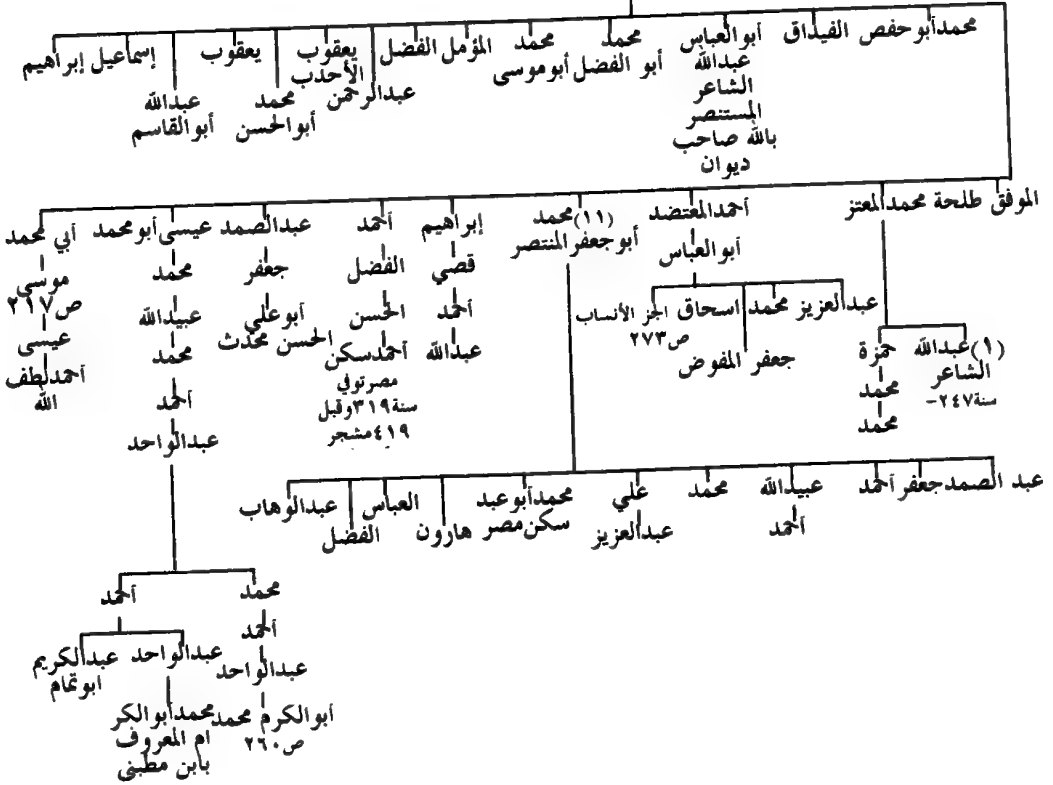 محمد أبو حفص الفيذاق أبو العباس محمد محمد المؤمل الفضل يعقوب يعقوب إسماعيل إبراهيم
عبدالله أبو الفضل أبو موسى الأحدب
الشاعر عبدالرحمن محمد عبدالله
المستنصر أبو الحسن أبو القاسم
بالله صاحب
ديوان
الموفق طلحة محمد المعتز أحمد المعتضد (١١) محمد إبراهيم أحمد عبدالصمد عيسى أبو محمد أبي محمد
أبو العباس أبو جعفر المنتصر قصي الفضل جعفر محمد موسى
ص ٢١٧
عبدالعزيز محمد اسحاق الجز الأنساب أحمد الحسن أبو علي عبيدالله عيسى
ص ٢٧٣ الحسن محدث
(١) عبدالله حمزة جعفر المفوض عبدالله أحمد سكن محمد أحمد لطف
الشاعر محمد مصر توفي أحمد الله
سنة ٢٤٧- محمد سنة ٣١٩ وقبل
٤١٩ مشجر عبدالواحد
عبد الصمد جعفر أحمد عبيدالله محمد علي محمد أبو عبد العباس عبدالوهاب
أحمد عبدالعزيز سكن مصر هارون الفضل
محمد أحمد
أحمد
عبدالواحد عبدالواحد عبدالكريم
ابو تمام
أبو الكرم محمد محمد أبو الكر
ص ٢٦٠ ام المعروف
بابن مطبنى